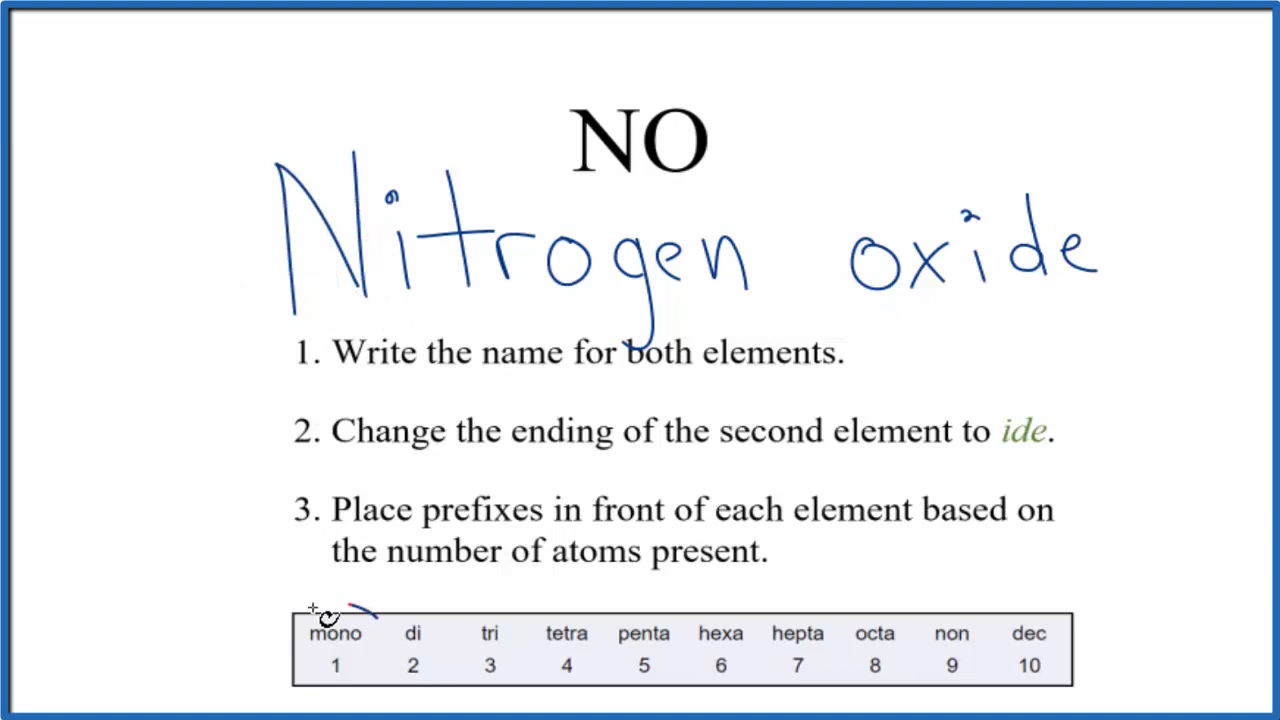 NO
Nitrogen oxide
1. Write the name for both elements.
2. Change the ending of the second element to ide.
3. Place prefixes in front of each element based on
the number of atoms present.
mono di tri tetra penta hexa hepta octa non dec
1 2 3 4 5 6 7 8 9 10